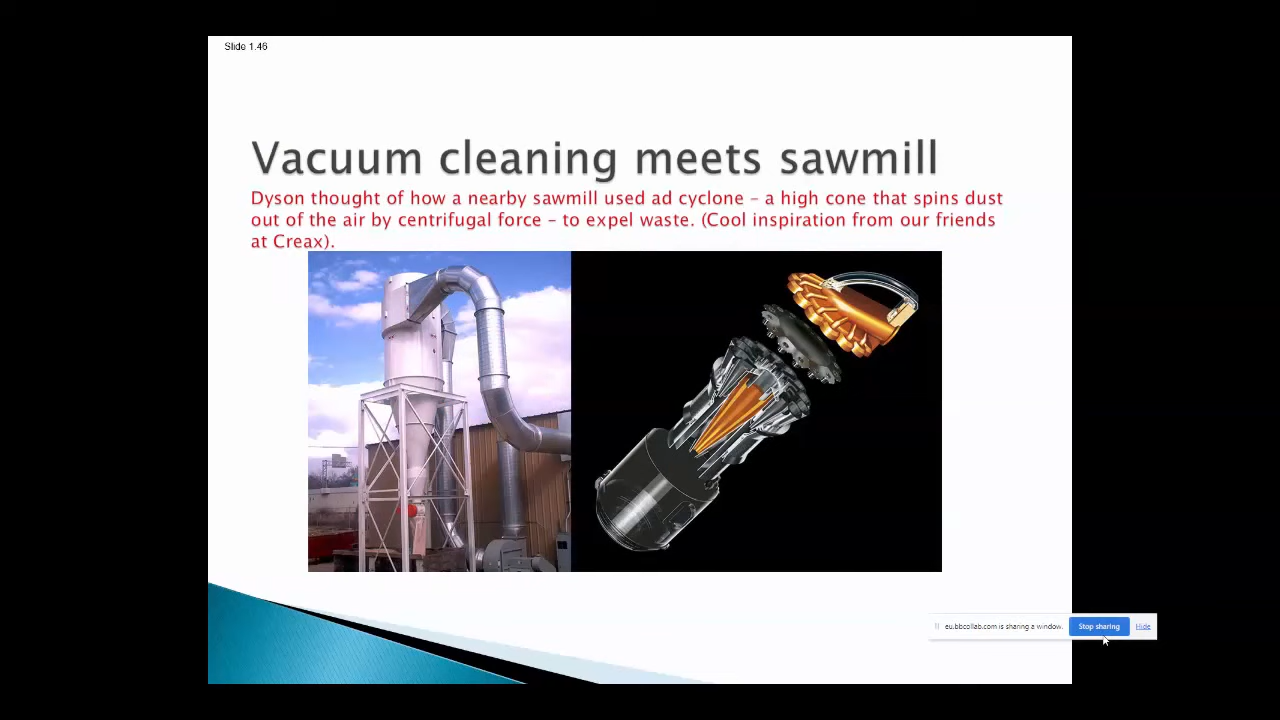 Slide 1.46
Vacuum cleaning meets sawmill
Dyson thought of how a nearby sawmill used ad cyclone – a high cone that spins dust
out of the air by centrifugal force – to expel waste. (Cool inspiration from our friends
at Creax).
eu.bbcollab.com is sharing a window. Stop sharing Hide